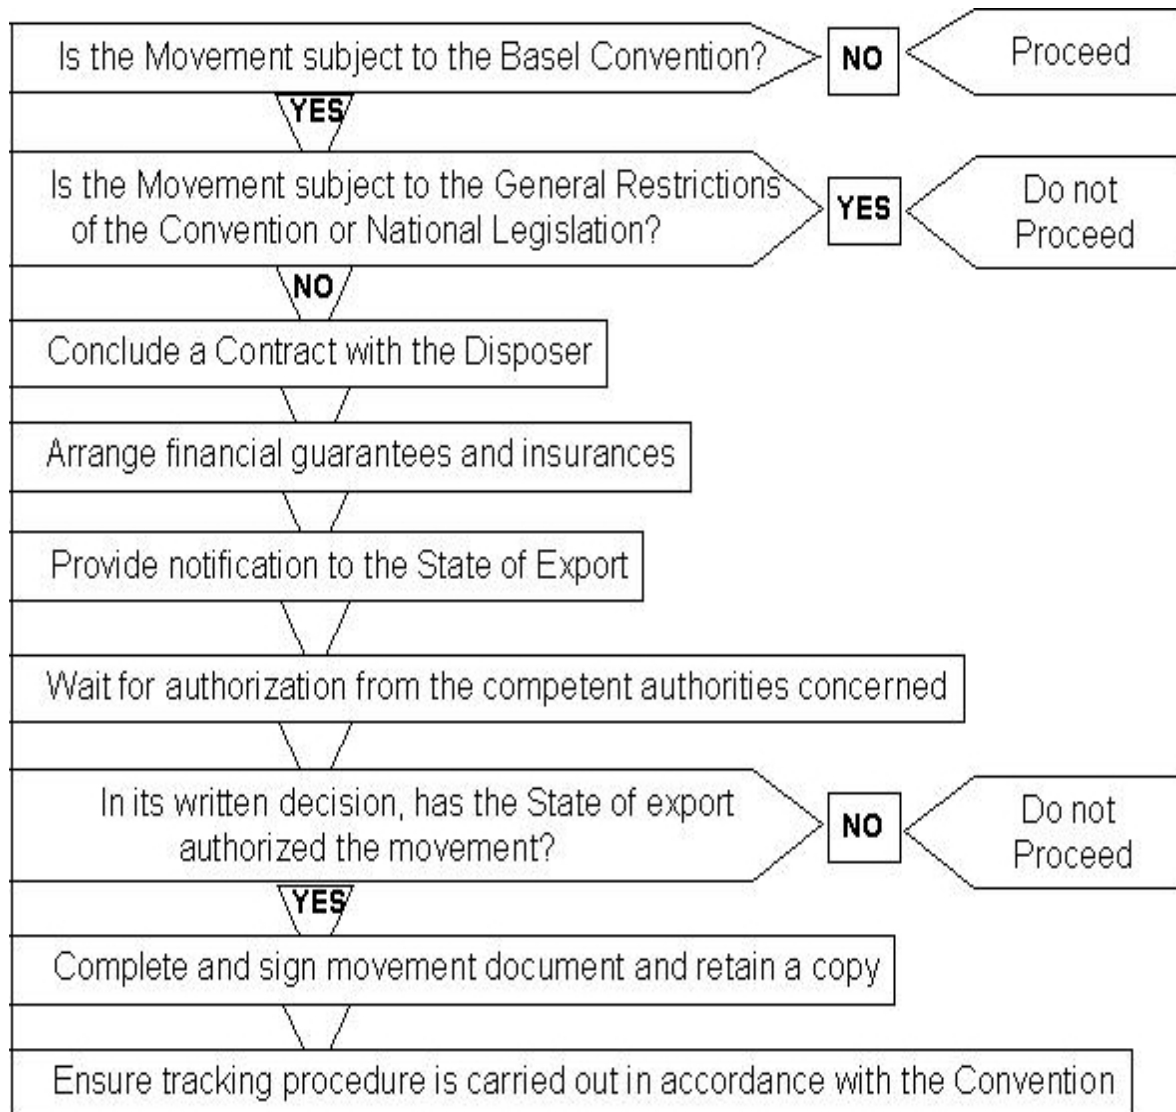 Is the Movement subject to the Basel Convention?
NO
Proceed
YES
Is the Movement subject to the General Restrictions
of the Convention or National Legislation?
YES
Do not
Proceed
NO
Conclude a Contract with the Disposer
Arrange financial guarantees and insurances
Provide notification to the State of Export
Wait for authorization from the competent authorities concerned
In its written decision, has the State of export
authorized the movement?
NO
Do not
Proceed
YES
Complete and sign movement document and retain a copy
Ensure tracking procedure is carried out in accordance with the Convention